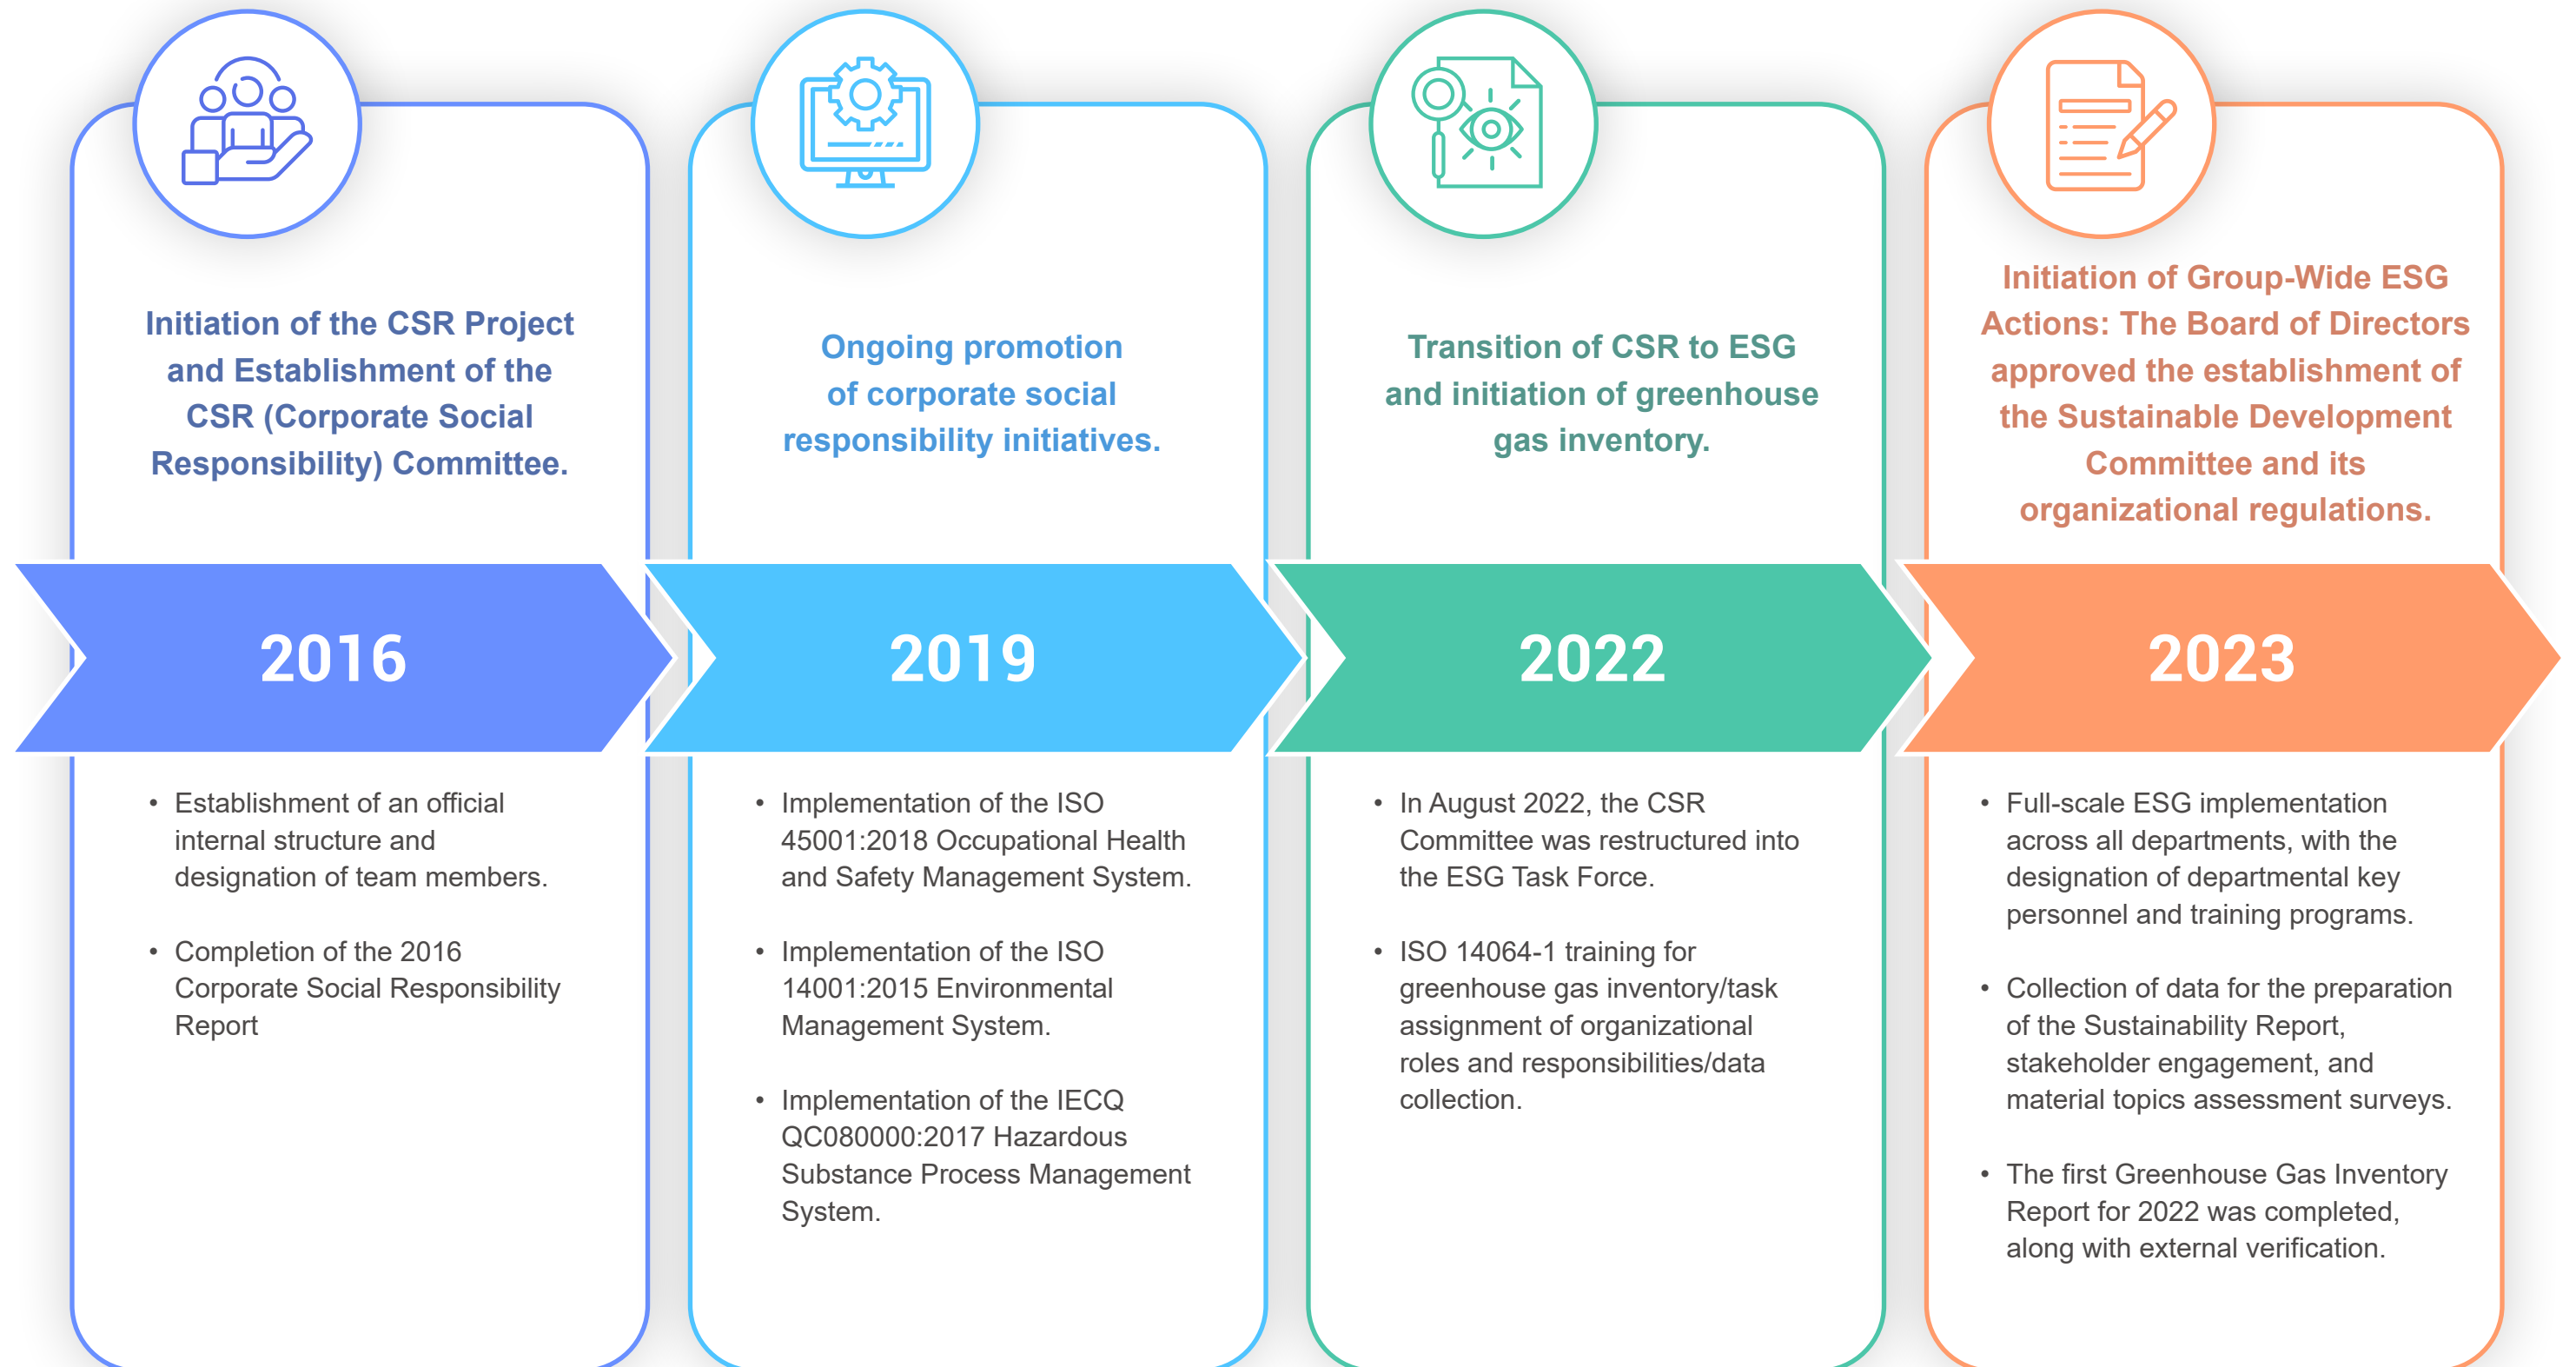 Initiation of the CSR Project
and Establishment of the
CSR (Corporate Social
Responsibility) Committee.
2016
• Establishment of an official
internal structure and
designation of team members.
• Completion of the 2016
Corporate Social Responsibility
Report
Ongoing promotion
of corporate social
responsibility initiatives.
2019
• Implementation of the ISO
45001:2018 Occupational Health
and Safety Management System.
• Implementation of the ISO
14001:2015 Environmental
Management System.
• Implementation of the IECQ
QC080000:2017 Hazardous
Substance Process Management
System.
Transition of CSR to ESG
and initiation of greenhouse
gas inventory.
2022
• In August 2022, the CSR
Committee was restructured into
the ESG Task Force.
• ISO 14064-1 training for
greenhouse gas inventory/task
assignment of organizational
roles and responsibilities/data
collection.
Initiation of Group-Wide ESG
Actions: The Board of Directors
approved the establishment of
the Sustainable Development
Committee and its
organizational regulations.
2023
• Full-scale ESG implementation
across all departments, with the
designation of departmental key
personnel and training programs.
• Collection of data for the preparation
of the Sustainability Report,
stakeholder engagement, and
material topics assessment surveys.
• The first Greenhouse Gas Inventory
Report for 2022 was completed,
along with external verification.